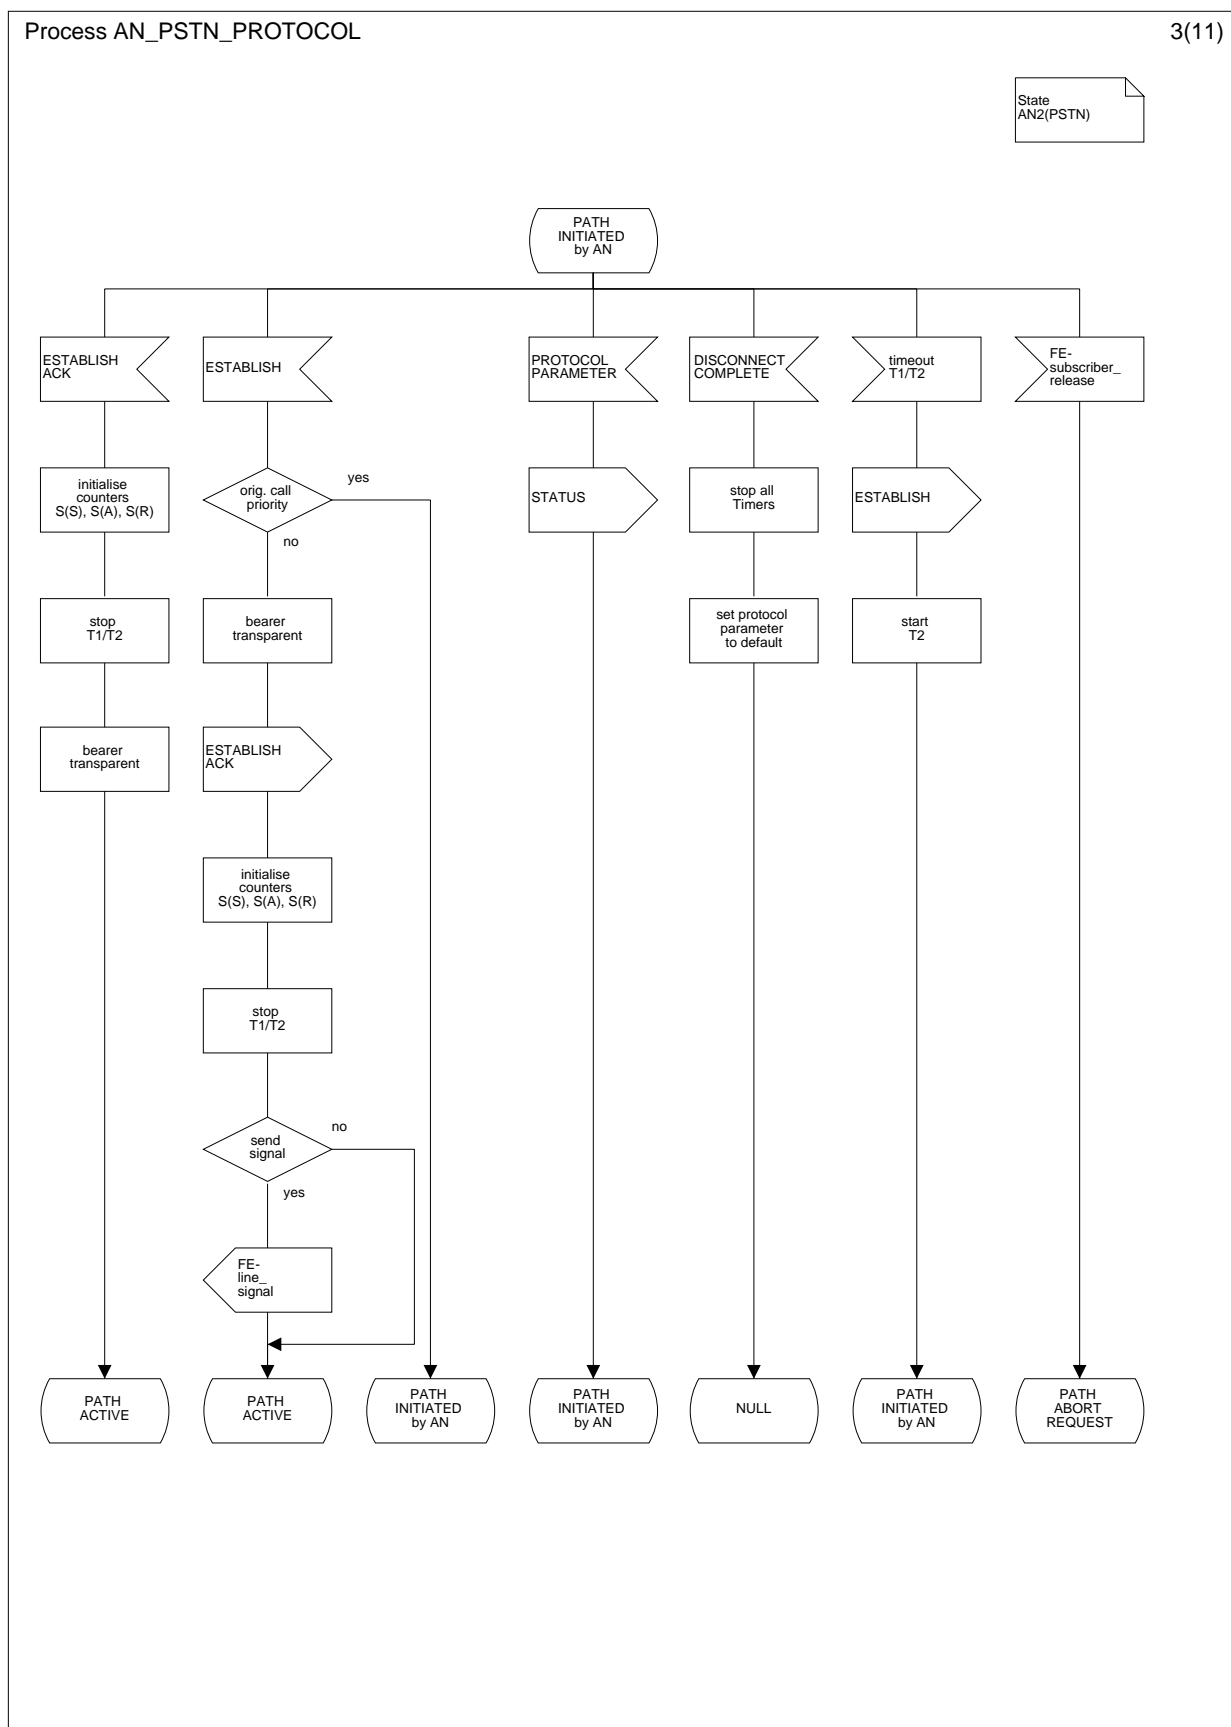 Process AN_PSTN_PROTOCOL
3(11)
State
AN2(PSTN)
PATH
INITIATED
by AN
ESTABLISH
ACK
ESTABLISH
PROTOCOL
PARAMETER
DISCONNECT
COMPLETE
timeout
T1/T2
FE-
subscriber_
release
initialise
counters
S(S), S(A), S(R)
orig. call
priority
yes
no
STATUS
stop all
Timers
ESTABLISH
stop
T1/T2
bearer
transparent
set protocol
parameter
to default
start
T2
bearer
transparent
ESTABLISH
ACK
initialise
counters
S(S), S(A), S(R)
stop
T1/T2
send
signal
no
yes
FE-
line_
signal
PATH
ACTIVE
PATH
ACTIVE
PATH
INITIATED
by AN
PATH
INITIATED
by AN
NULL
PATH
INITIATED
by AN
PATH
ABORT
REQUEST